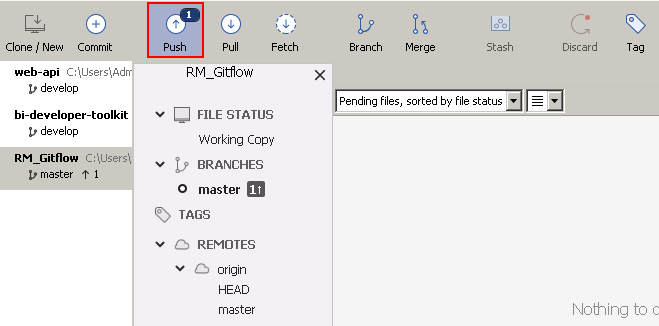 1
Clone / New Commit Push Pull Fetch Branch Merge Stash Discard Tag
web-api C:\Users\Adm
develop
bi-developer-toolkit
develop
RM_Gitflow C:\Users\
master 1
RM_Gitflow
FILE STATUS
Working Copy
BRANCHES
master 1↑
TAGS
REMOTES
origin
HEAD
master
Pending files, sorted by file status
Nothing to